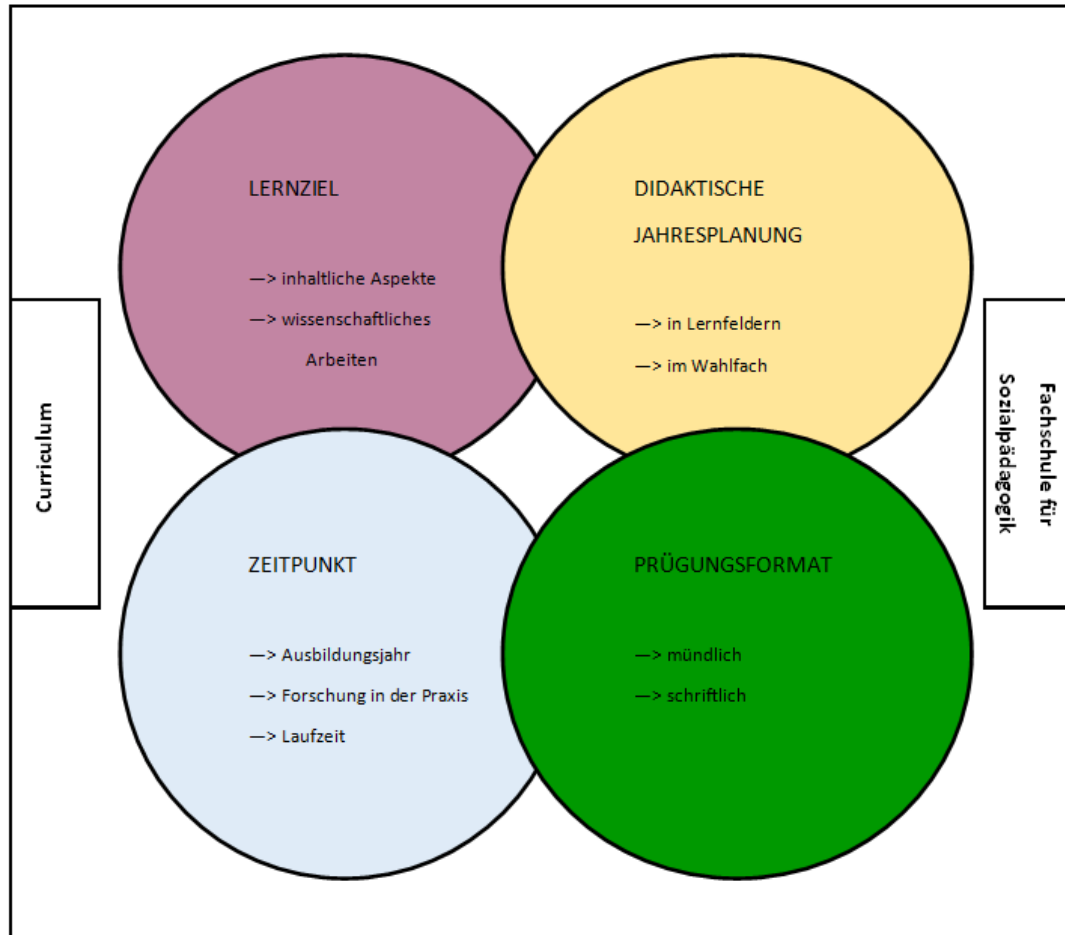 LERNZIEL
—> inhaltliche Aspekte
—> wissenschaftliches
Arbeiten
DIDAKTISCHE
JAHRESPLANUNG
—> in Lernfeldern
—> im Wahlfach
Curriculum
Fachschule für
Sozialpädagogik
ZEITPUNKT
—> Ausbildungsjahr
—> Forschung in der Praxis
—> Laufzeit
PRÜGUNGSFORMAT
—> mündlich
—> schriftlich